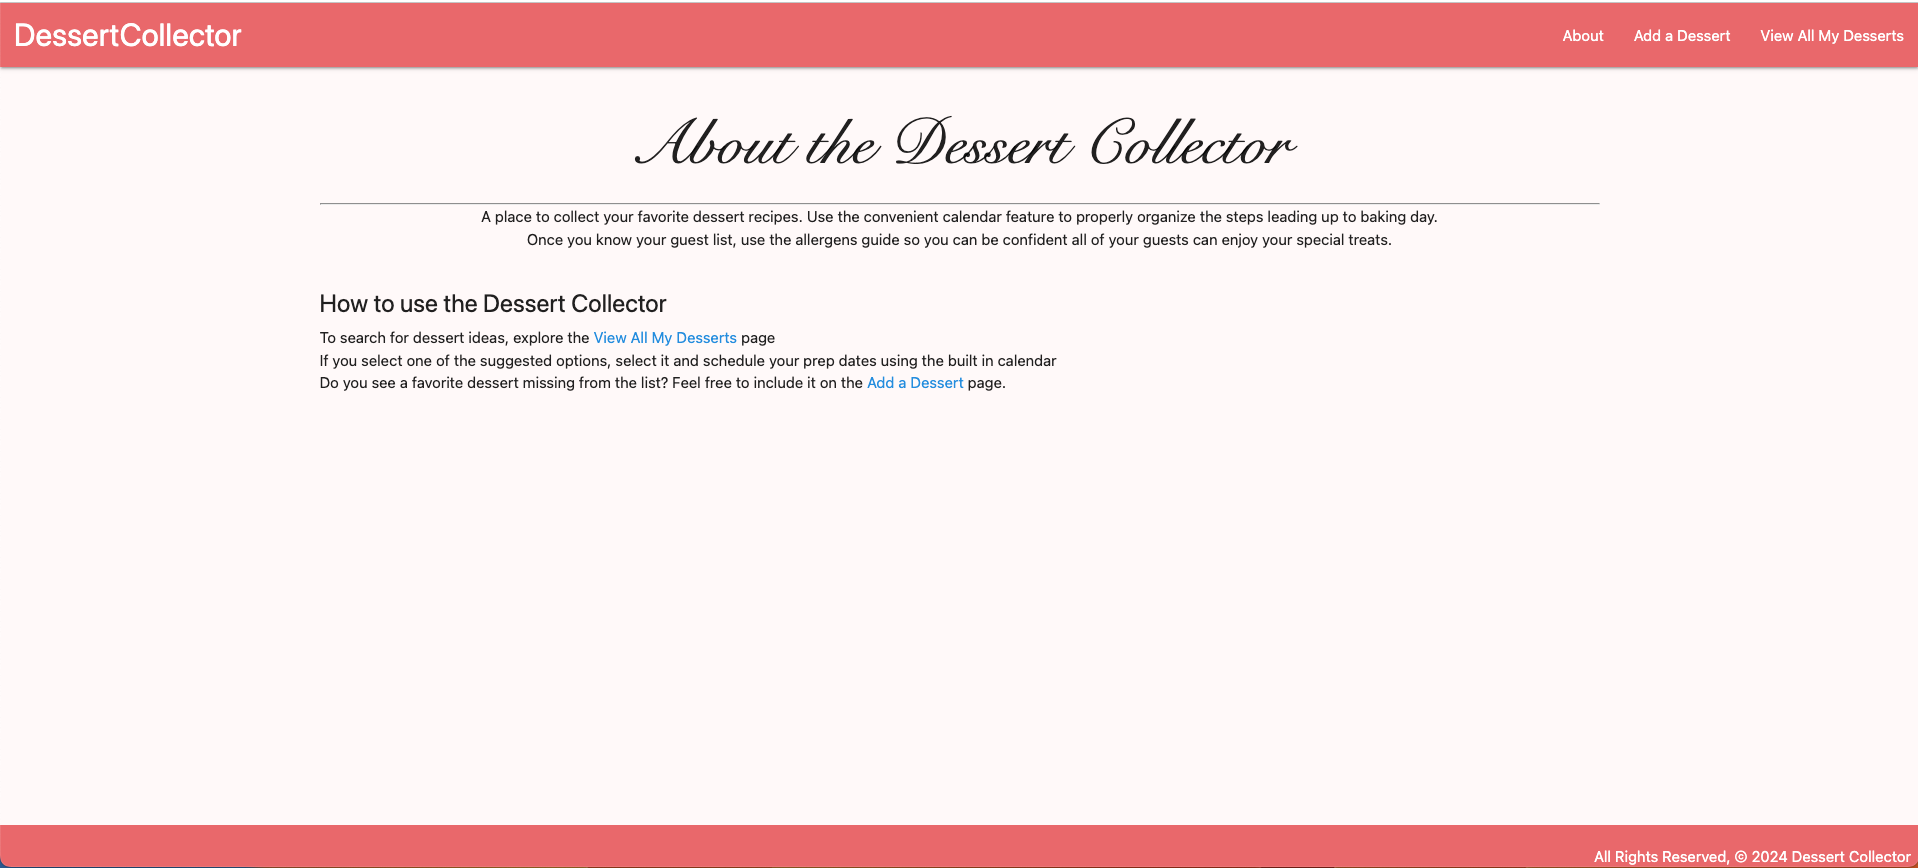 DessertCollector
About Add a Dessert View All My Desserts
About the Dessert Collector
A place to collect your favorite dessert recipes. Use the convenient calendar feature to properly organize the steps leading up to baking day.
Once you know your guest list, use the allergens guide so you can be confident all of your guests can enjoy your special treats.
How to use the Dessert Collector
To search for dessert ideas, explore the View All My Desserts page
If you select one of the suggested options, select it and schedule your prep dates using the built in calendar
Do you see a favorite dessert missing from the list? Feel free to include it on the Add a Dessert page.
All Rights Reserved, © 2024 Dessert Collector